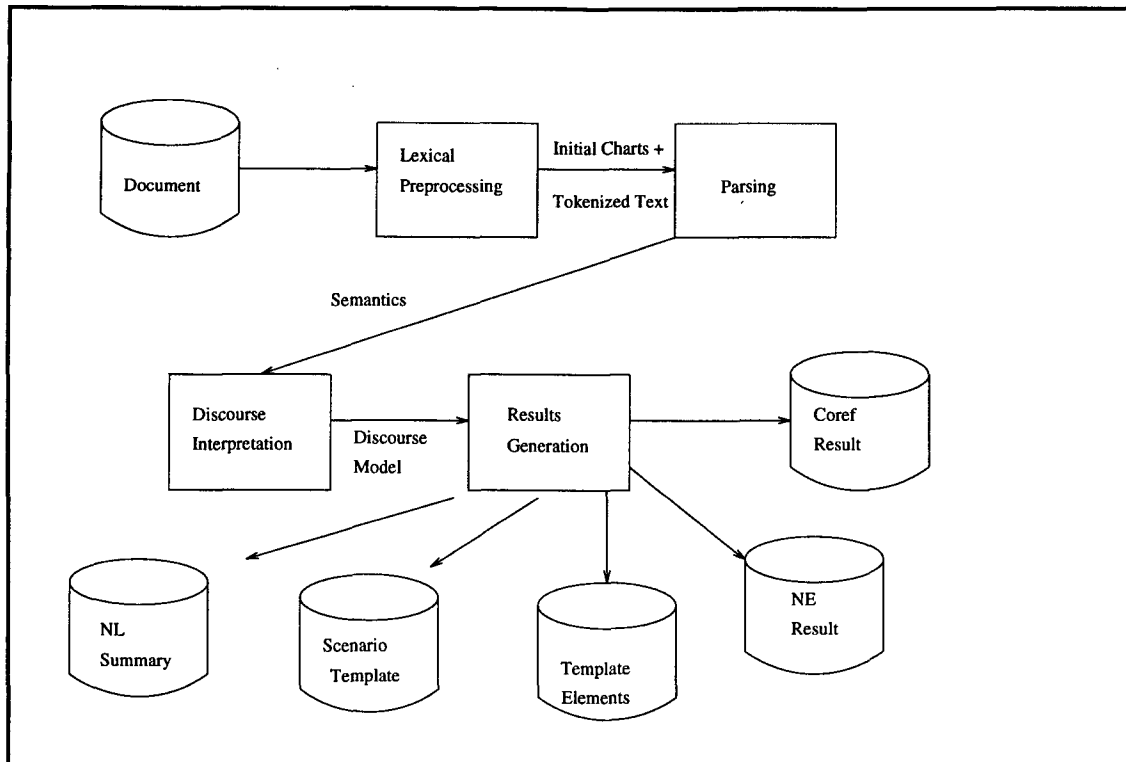 Document
Lexical
Preprocessing
Initial Charts +
Tokenized Text
Parsing
Semantics
Discourse
Interpretation
Discourse
Model
Results
Generation
Coref
Result
NL
Summary
Scenario
Template
Template
Elements
NE
Result